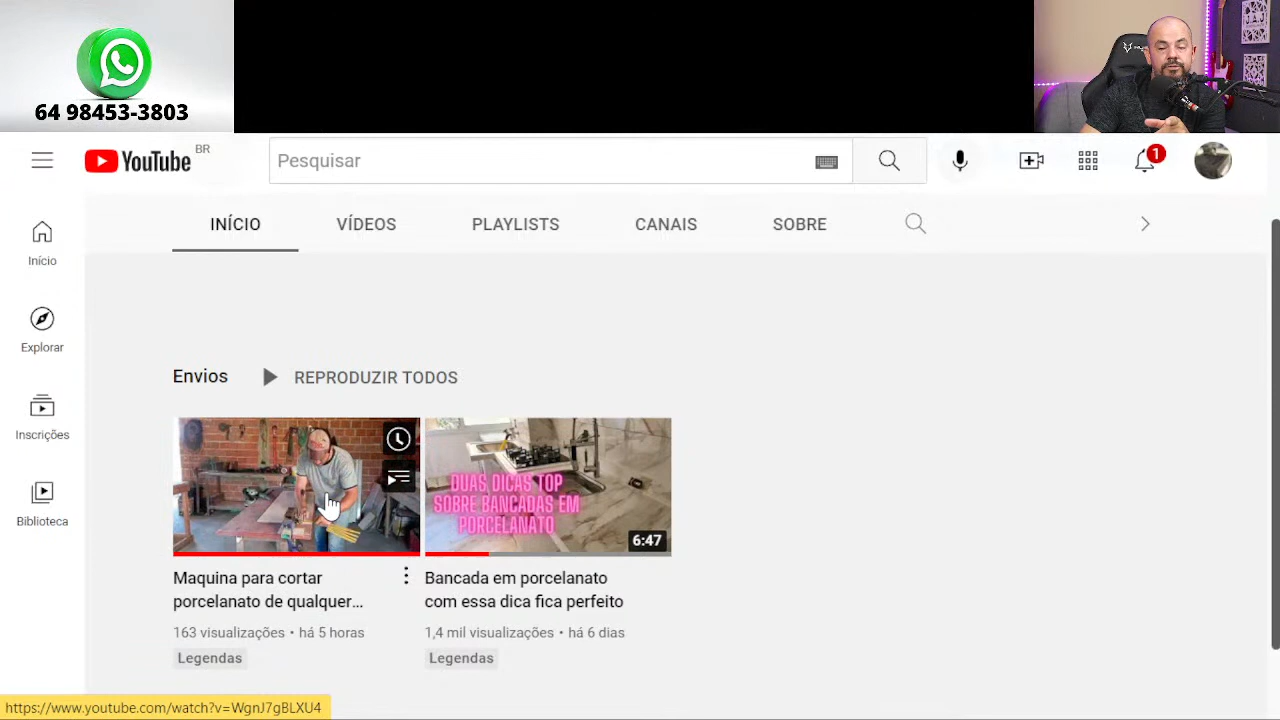 64 98453-3803
YouTube BR
Pesquisar
1
INÍCIO VÍDEOS PLAYLISTS CANAIS SOBRE
Início
Explorar
Inscrições
Biblioteca
Envios REPRODUZIR TODOS
DUAS DICAS TOP
SOBRE BANCADAS EM
PORCELANATO
6:47
Maquina para cortar
porcelanato de qualquer...
163 visualizações • há 5 horas
Legendas
Bancada em porcelanato
com essa dica fica perfeito
1,4 mil visualizações • há 6 dias
Legendas
https://www.youtube.com/watch?v=WgnJ7gBLXU4